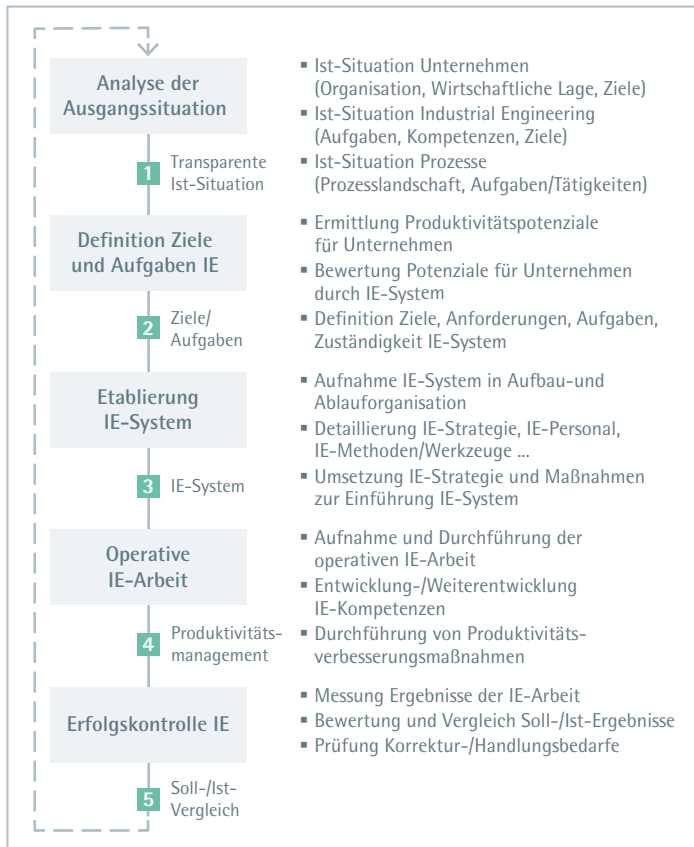 Analyse der
Ausgangssituation
▪ Ist-Situation Unternehmen
(Organisation, Wirtschaftliche Lage, Ziele)
▪ Ist-Situation Industrial Engineering
(Aufgaben, Kompetenzen, Ziele)
▪ Ist-Situation Prozesse
(Prozesslandschaft, Aufgaben/Tätigkeiten)
1 Transparente
Ist-Situation
Definition Ziele
und Aufgaben IE
▪ Ermittlung Produktivitätspotenziale
für Unternehmen
▪ Bewertung Potenziale für Unternehmen
durch IE-System
▪ Definition Ziele, Anforderungen, Aufgaben,
Zuständigkeit IE-System
2 Ziele/
Aufgaben
Etablierung
IE-System
▪ Aufnahme IE-System in Aufbau-und
Ablauforganisation
▪ Detaillierung IE-Strategie, IE-Personal,
IE-Methoden/Werkzeuge ...
▪ Umsetzung IE-Strategie und Maßnahmen
zur Einführung IE-System
3 IE-System
Operative
IE-Arbeit
▪ Aufnahme und Durchführung der
operativen IE-Arbeit
▪ Entwicklung-/Weiterentwicklung
IE-Kompetenzen
▪ Durchführung von Produktivitäts-
verbesserungsmaßnahmen
4 Produktivitäts-
management
Erfolgskontrolle IE
▪ Messung Ergebnisse der IE-Arbeit
▪ Bewertung und Vergleich Soll-/Ist-Ergebnisse
▪ Prüfung Korrektur-/Handlungsbedarfe
5 Soll-/Ist-
Vergleich